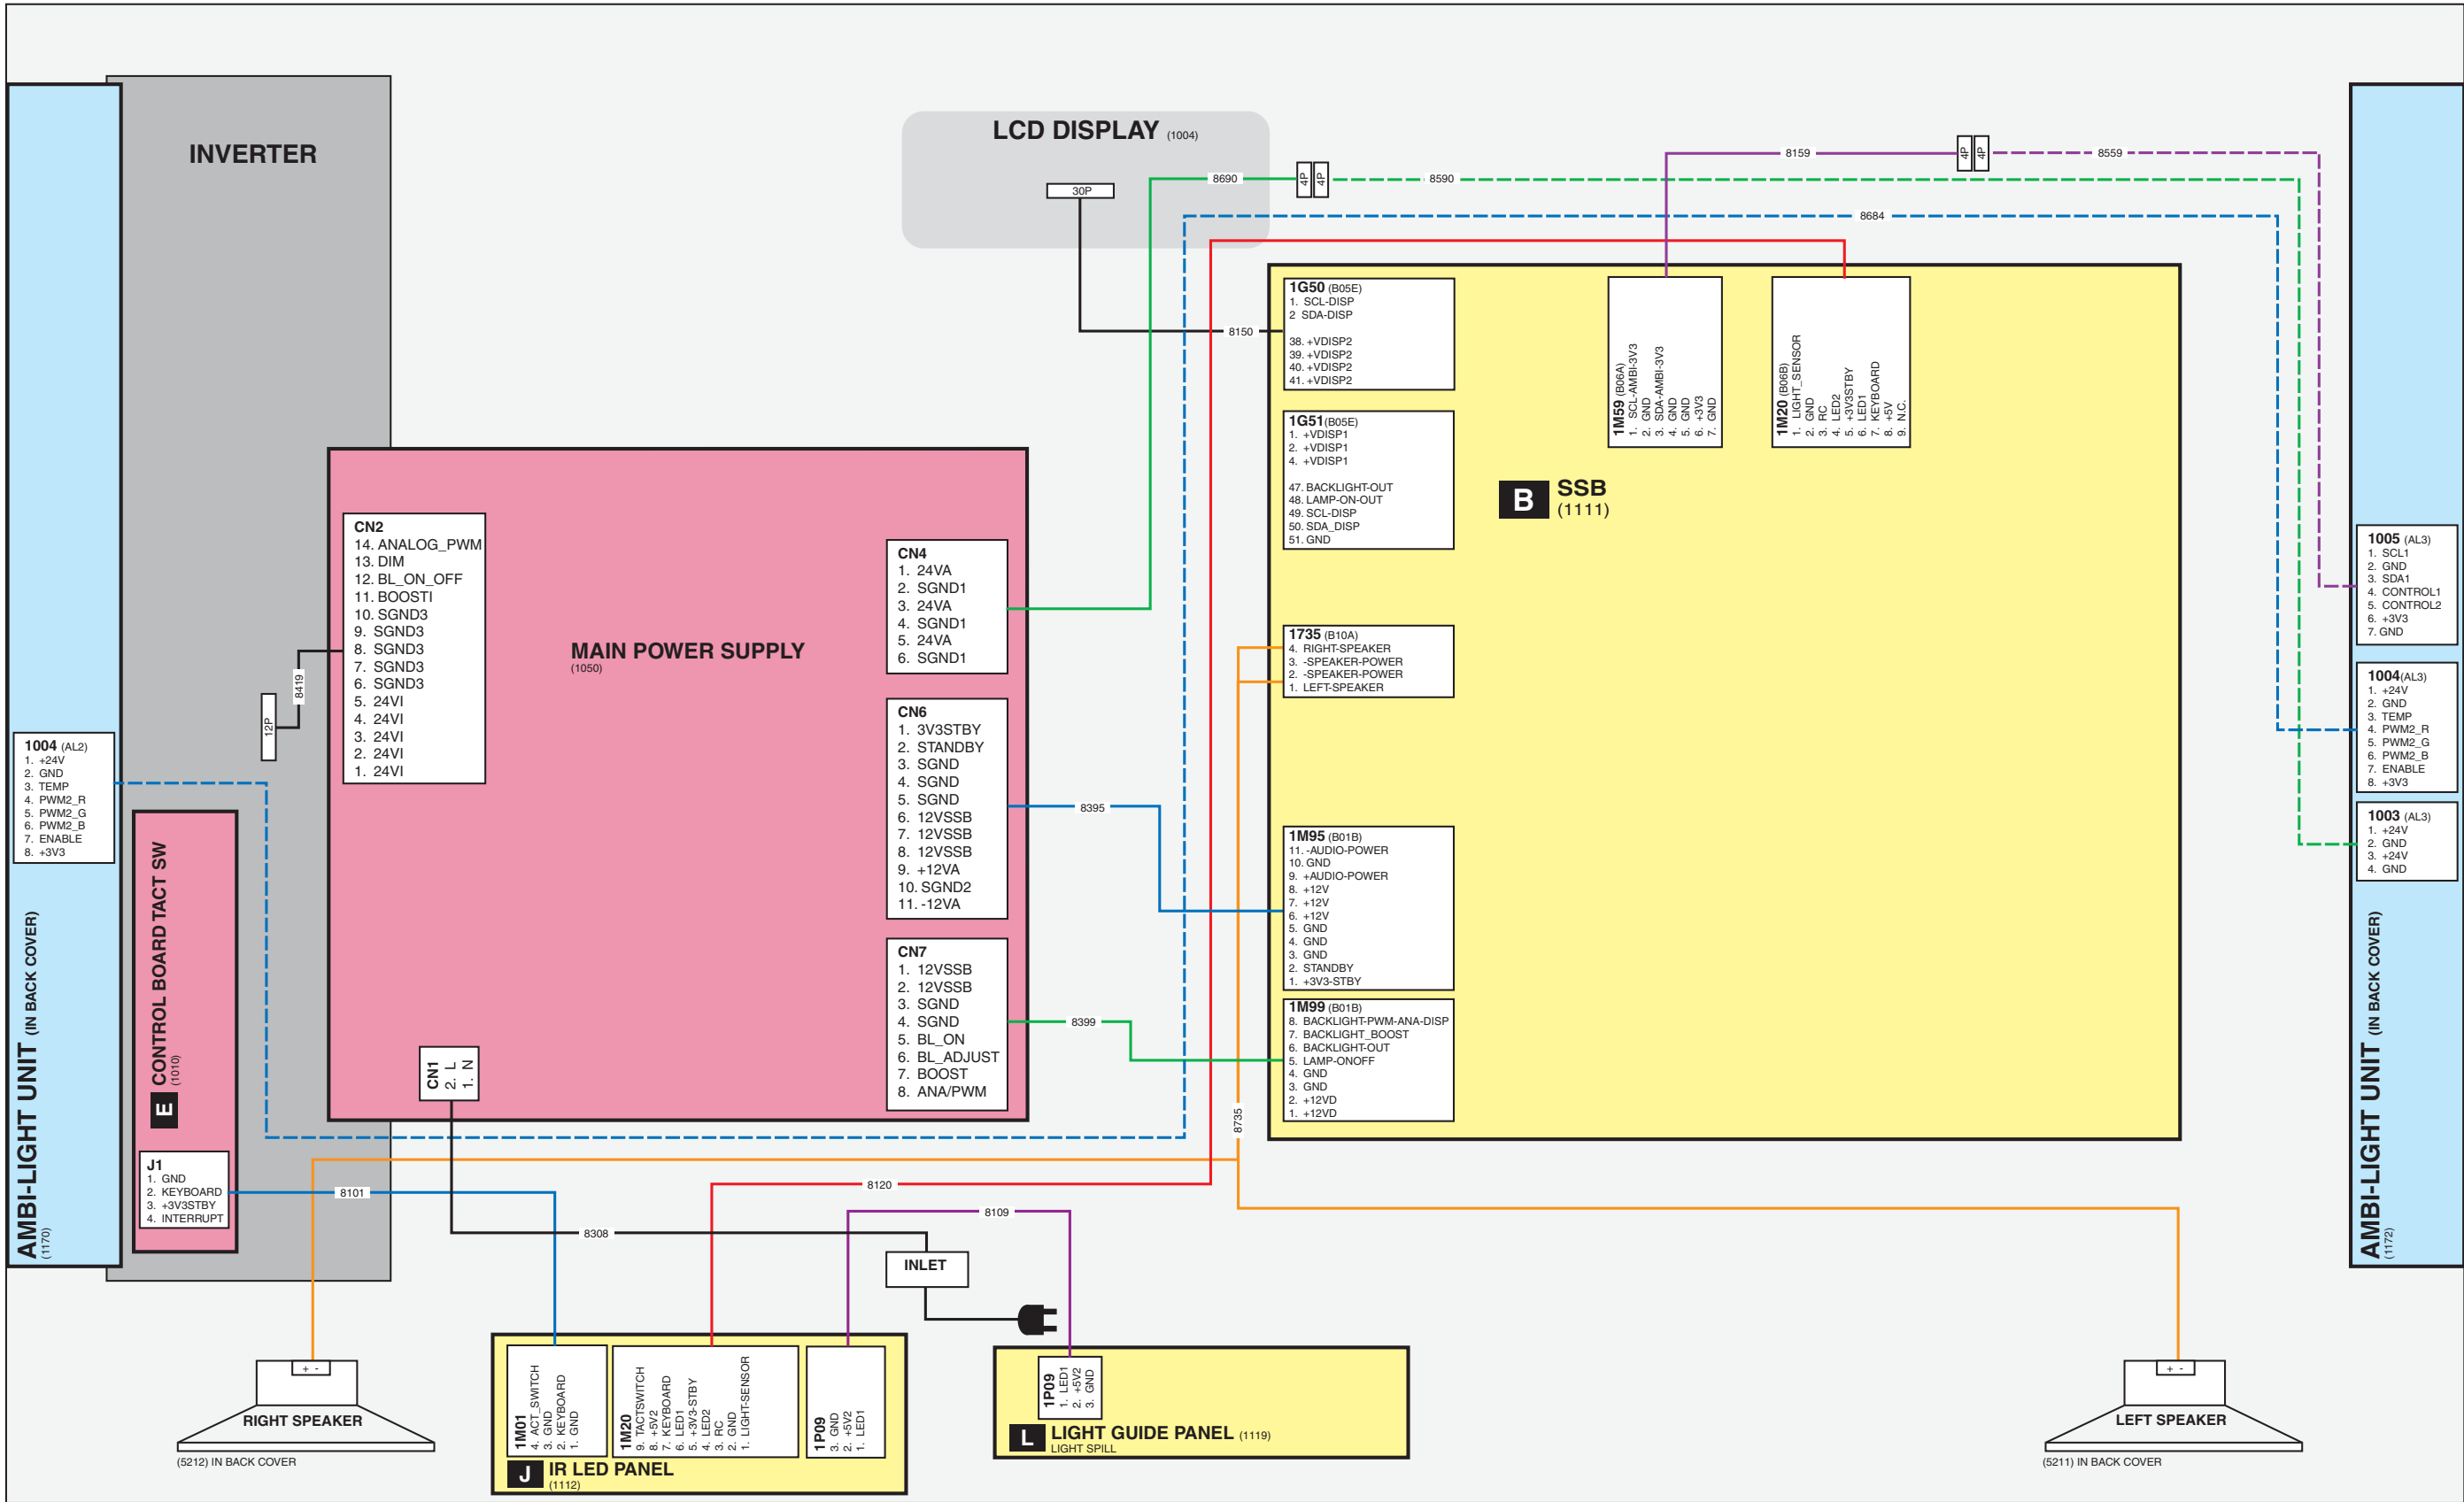 INVERTER
LCD DISPLAY (1004)
30P
8690
4P
4P
8590
8159
4P
4P
8559
8684
8150
1G50 (B05E)
1. SCL-DISP
2 SDA-DISP
38. +VDISP2
39. +VDISP2
40. +VDISP2
41. +VDISP2
1G51(B05E)
1. +VDISP1
2. +VDISP1
4. +VDISP1
47. BACKLIGHT-OUT
48. LAMP-ON-OUT
49. SCL-DISP
50. SDA_DISP
51. GND
1M59 (B06A)
1. SCL-AMBI-3V3
2. GND
3. SDA-AMBI-3V3
4. GND
5. GND
6. +3V3
7. GND
1M20 (B06B)
1. LIGHT_SENSOR
2. GND
3. RC
4. LED2
5. +3V3STBY
6. LED1
7. KEYBOARD
8. +5V
9. N.C.
B SSB
(1111)
1735 (B10A)
4. RIGHT-SPEAKER
3. -SPEAKER-POWER
2. -SPEAKER-POWER
1. LEFT-SPEAKER
1M95 (B01B)
11. -AUDIO-POWER
10. GND
9. +AUDIO-POWER
8. +12V
7. +12V
6. +12V
5. GND
4. GND
3. GND
2. STANDBY
1. +3V3-STBY
1M99 (B01B)
8. BACKLIGHT-PWM-ANA-DISP
7. BACKLIGHT_BOOST
6. BACKLIGHT-OUT
5. LAMP-ONOFF
4. GND
3. GND
2. +12VD
1. +12VD
MAIN POWER SUPPLY
(1050)
CN2
14. ANALOG_PWM
13. DIM
12. BL_ON_OFF
11. BOOSTI
10. SGND3
9. SGND3
8. SGND3
7. SGND3
6. SGND3
5. 24VI
4. 24VI
3. 24VI
2. 24VI
1. 24VI
CN4
1. 24VA
2. SGND1
3. 24VA
4. SGND1
5. 24VA
6. SGND1
CN6
1. 3V3STBY
2. STANDBY
3. SGND
4. SGND
5. SGND
6. 12VSSB
7. 12VSSB
8. 12VSSB
9. +12VA
10. SGND2
11. -12VA
CN7
1. 12VSSB
2. 12VSSB
3. SGND
4. SGND
5. BL_ON
6. BL_ADJUST
7. BOOST
8. ANA/PWM
CN1
2. L
1. N
8419
12P
8395
8399
8735
1004 (AL2)
1. +24V
2. GND
3. TEMP
4. PWM2_R
5. PWM2_G
6. PWM2_B
7. ENABLE
8. +3V3
AMBI-LIGHT UNIT (IN BACK COVER)
(1170)
E CONTROL BOARD TACT SW
(1010)
J1
1. GND
2. KEYBOARD
3. +3V3STBY
4. INTERRUPT
8101
8120
8109
8308
INLET
1005 (AL3)
1. SCL1
2. GND
3. SDA1
4. CONTROL1
5. CONTROL2
6. +3V3
7. GND
1004(AL3)
1. +24V
2. GND
3. TEMP
4. PWM2_R
5. PWM2_G
6. PWM2_B
7. ENABLE
8. +3V3
1003 (AL3)
1. +24V
2. GND
3. +24V
4. GND
AMBI-LIGHT UNIT (IN BACK COVER)
(1172)
+ -
RIGHT SPEAKER
(5212) IN BACK COVER
1M01
4. ACT_SWITCH
3. GND
2. KEYBOARD
1. GND
1M20
9. TACTSWITCH
8. +5V2
7. KEYBOARD
6. LED1
5. +3V3-STBY
4. LED2
3. RC
2. GND
1. LIGHT-SENSOR
1P09
3. GND
2. +5V2
1. LED1
J IR LED PANEL
(1112)
1P09
1. LED1
2. +5V2
3. GND
L LIGHT GUIDE PANEL (1119)
LIGHT SPILL
+ -
LEFT SPEAKER
(5211) IN BACK COVER